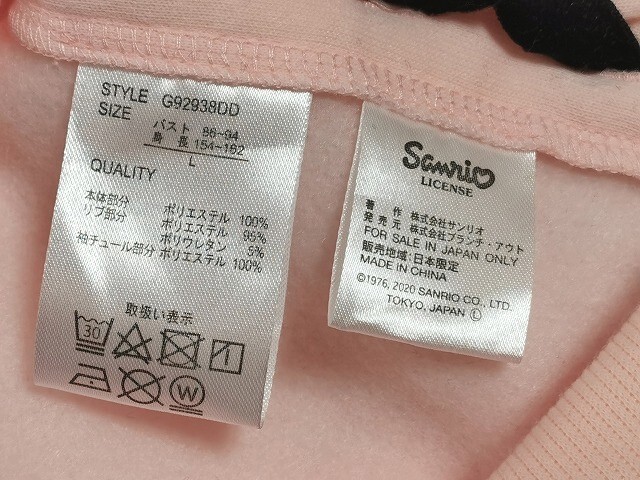 STYLE G92938DD
SIZE
バスト 86-94
身長 154-162
L
QUALITY
本体部分 ポリエステル 100%
リブ部分 ポリエステル 95%
ポリウレタン 5%
袖チュール部分 ポリエステル 100%
取扱い表示
30
W
Sanrio
LICENSE
著 作 株式会社サンリオ
発売元 株式会社ブランチ・アウト
FOR SALE IN JAPAN ONLY
販売地域:日本限定
MADE IN CHINA
©1976, 2020 SANRIO CO., LTD.
TOKYO, JAPAN Ⓛ